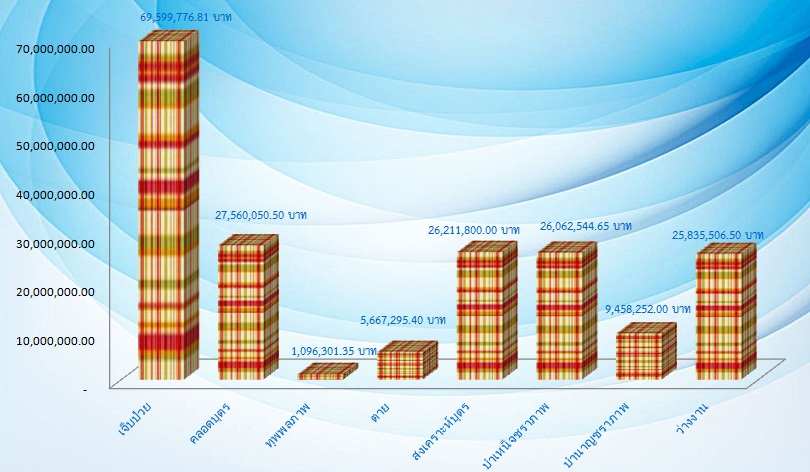 69,599,776.81 บาท
70,000,000.00
60,000,000.00
50,000,000.00
40,000,000.00
30,000,000.00
20,000,000.00
10,000,000.00
-
27,560,050.50 บาท
1,096,301.35 บาท
5,667,295.40 บาท
26,211,800.00 บาท
26,062,544.65 บาท
9,458,252.00 บาท
25,835,506.50 บาท
เจ็บป่วย
คลอดบุตร
ทุพพลภาพ
ตาย
สงเคราะห์บุตร
บำเหน็จชราภาพ
บำนาญชราภาพ
ว่างงาน